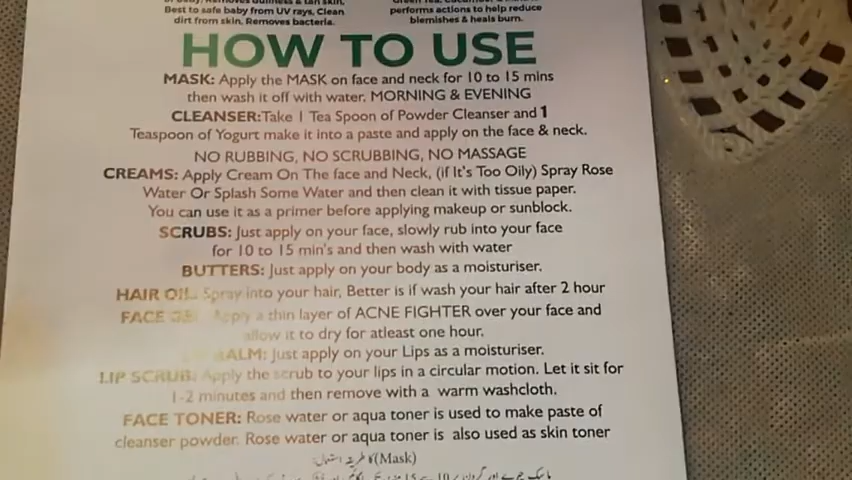 Best to safe baby from UV rays, Clean
dirt from skin, Removes bacteria.
performs actions to help reduce
blemishes & heals burn.
HOW TO USE
MASK: Apply the MASK on face and neck for 10 to 15 mins
then wash it off with water. MORNING & EVENING
CLEANSER:Take 1 Tea Spoon of Powder Cleanser and 1
Teaspoon of Yogurt make it into a paste and apply on the face & neck.
NO RUBBING, NO SCRUBBING, NO MASSAGE
CREAMS: Apply Cream On The face and Neck, (if It's Too Oily) Spray Rose
Water Or Splash Some Water and then clean it with tissue paper.
You can use it as a primer before applying makeup or sunblock.
SCRUBS: Just apply on your face, slowly rub into your face
for 10 to 15 min's and then wash with water
BUTTERS: Just apply on your body as a moisturiser.
HAIR OIL: Spray into your hair, Better is if wash your hair after 2 hour
FACE GEL: Apply a thin layer of ACNE FIGHTER over your face and
allow it to dry for atleast one hour.
BALM: Just apply on your Lips as a moisturiser.
LIP SCRUB: Apply the scrub to your lips in a circular motion. Let it sit for
1-2 minutes and then remove with a warm washcloth.
FACE TONER: Rose water or aqua toner is used to make paste of
cleanser powder. Rose water or aqua toner is also used as skin toner
(Mask) کا طریقہ استعمال